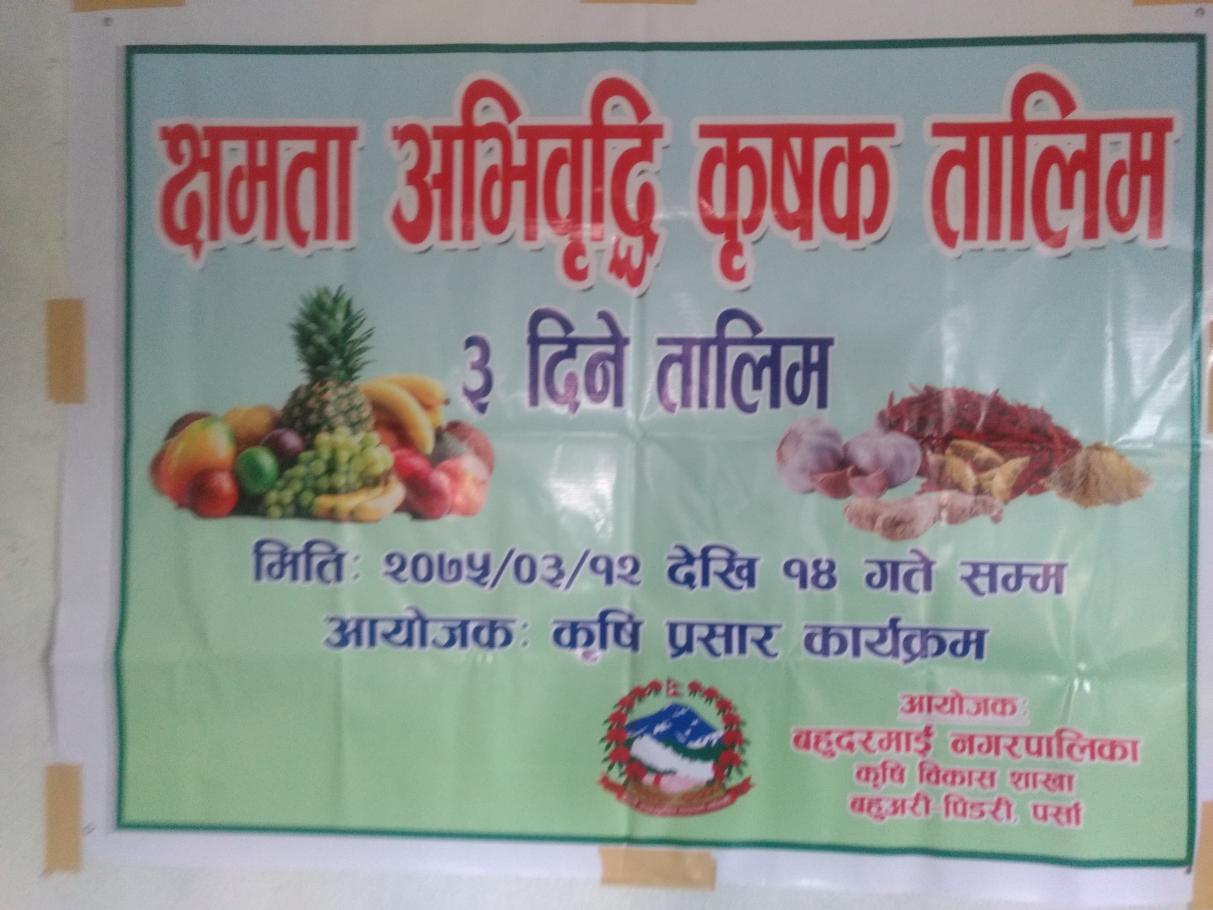 क्षमता अभिवृद्धि कृषक तालिम
३ दिने तालिम
मितिः २०७५/०३/१२ देखि १४ गते सम्म
आयोजकः कृषि प्रसार कार्यक्रम
आयोजकः
बहुदरमाई नगरपालिका
कृषि विकास शाखा
बहुअरी पिडरी, पर्सा